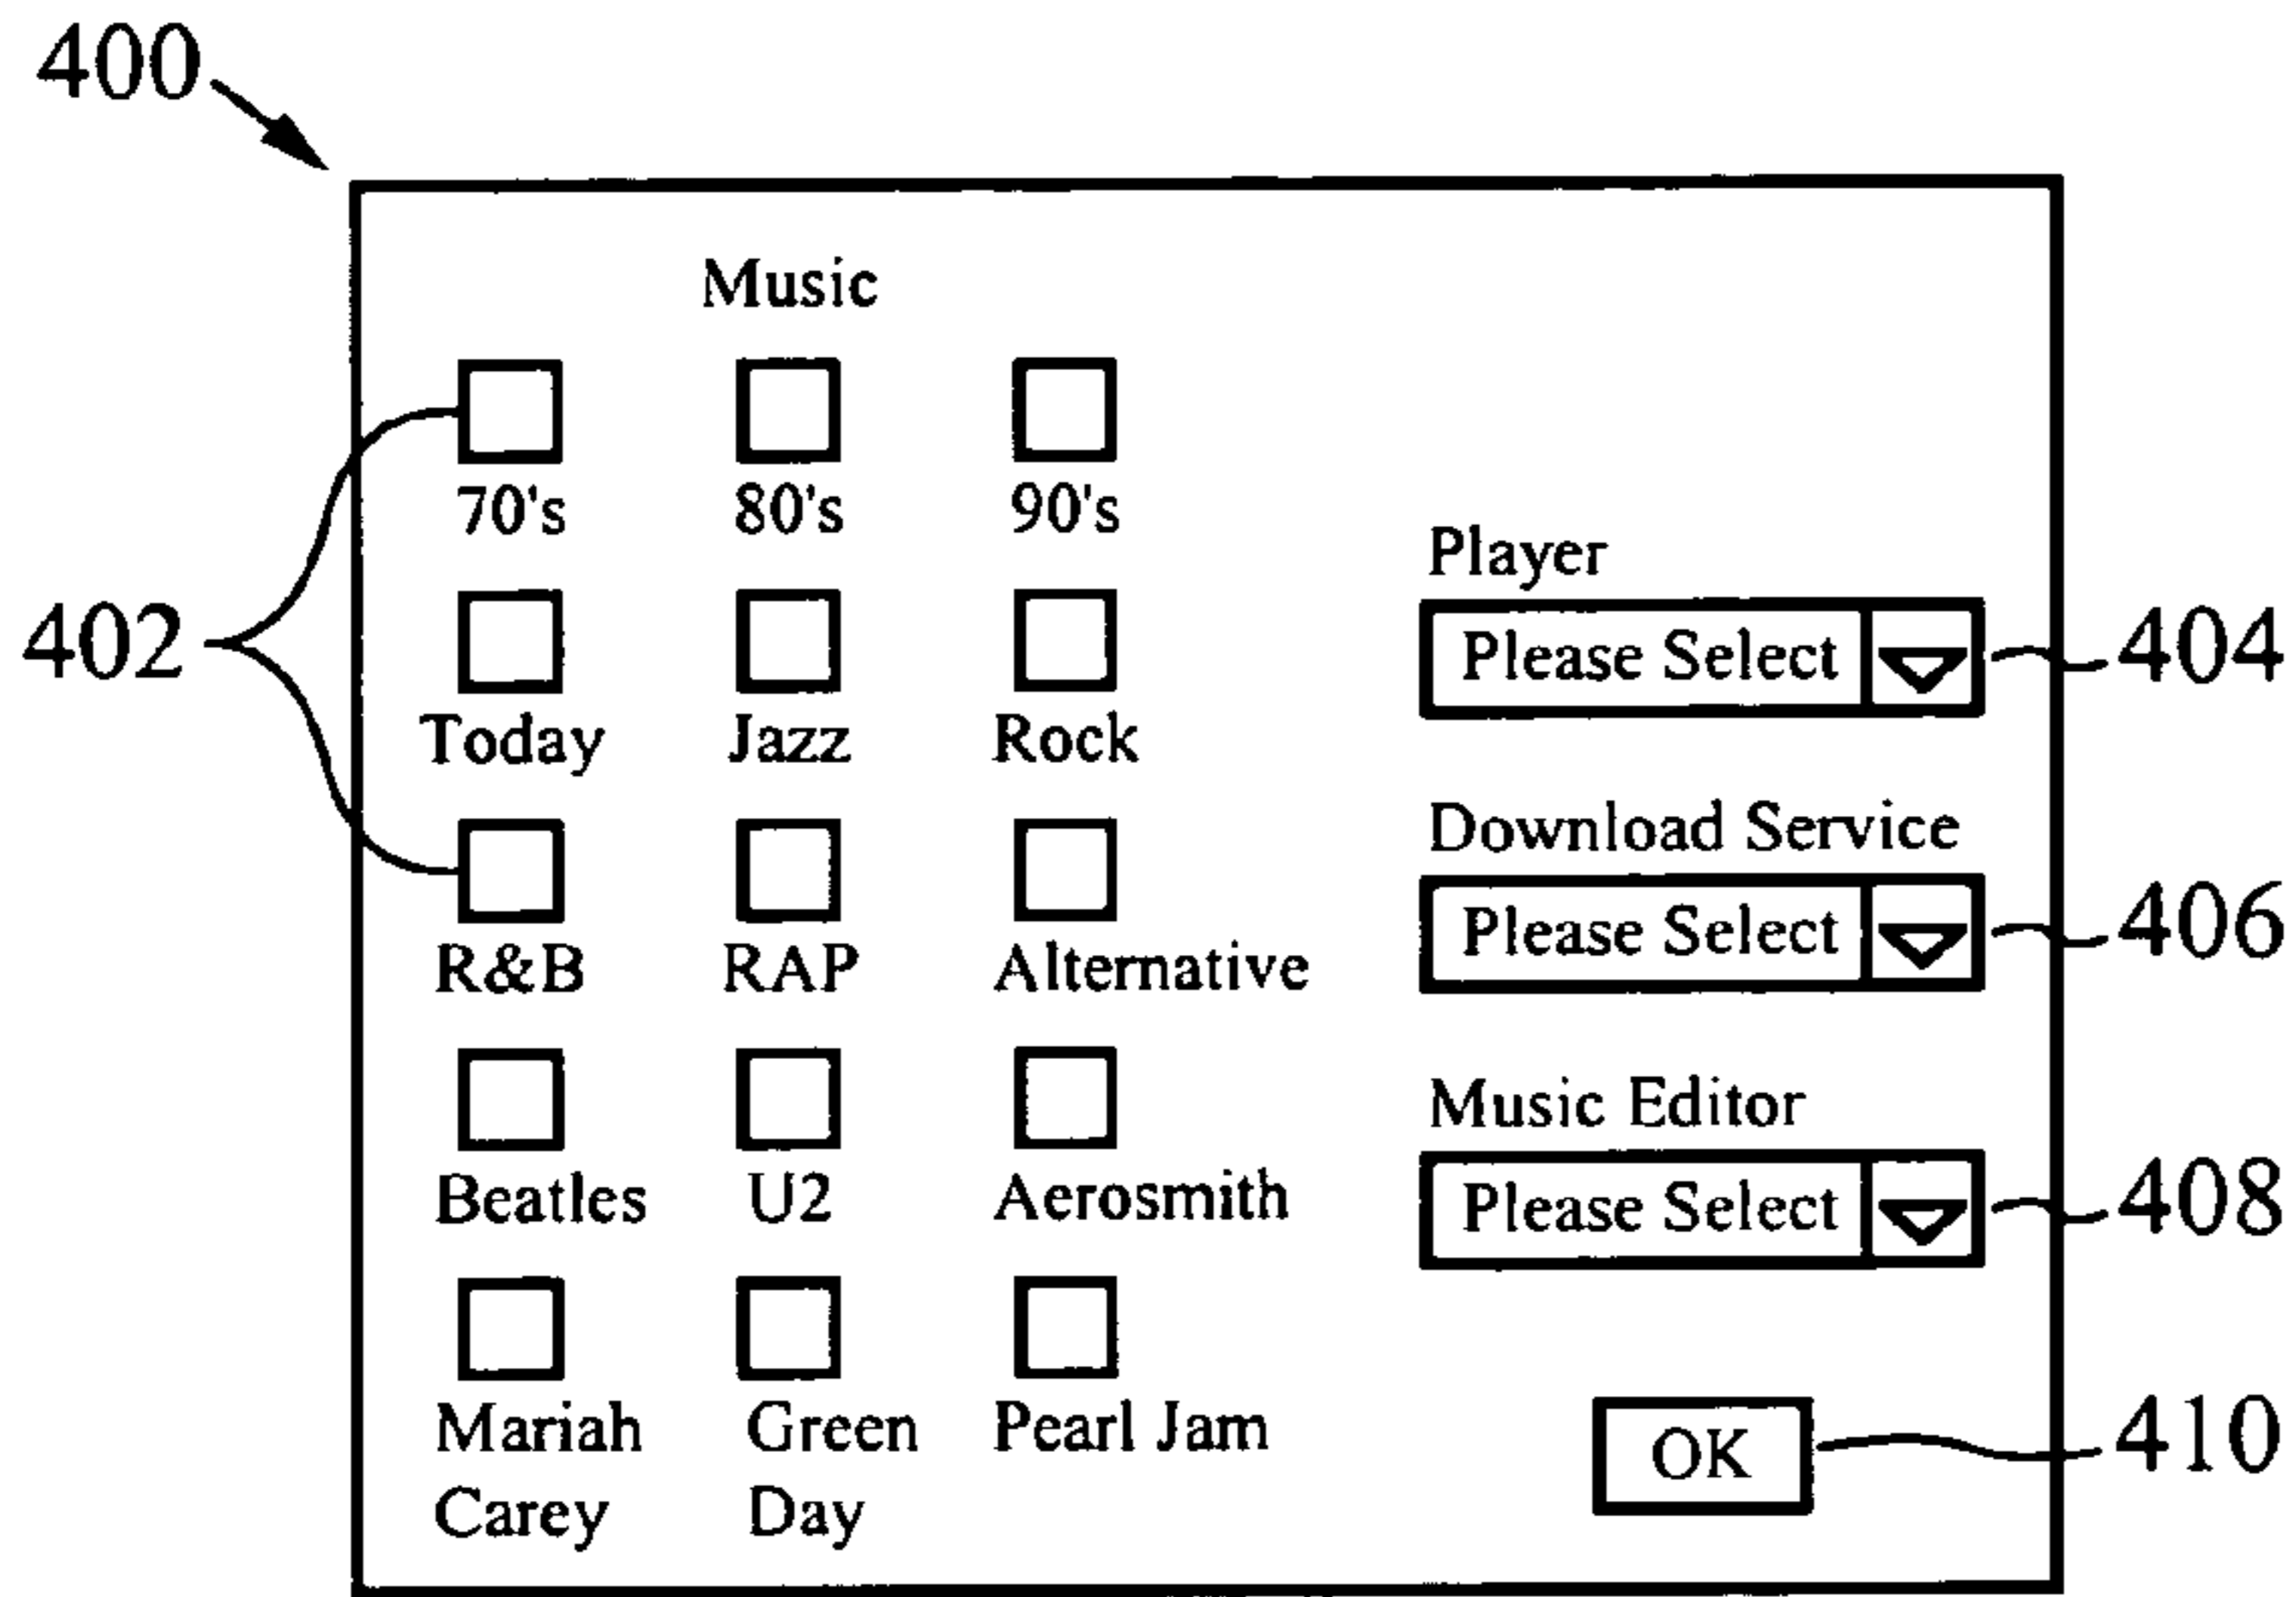 400
Music
70's 80's 90's
402
Today Jazz Rock
R&B RAP Alternative
Beatles U2 Aerosmith
Mariah Green Pearl Jam
Carey Day
Player
Please Select 404
Download Service
Please Select 406
Music Editor
Please Select 408
OK 410